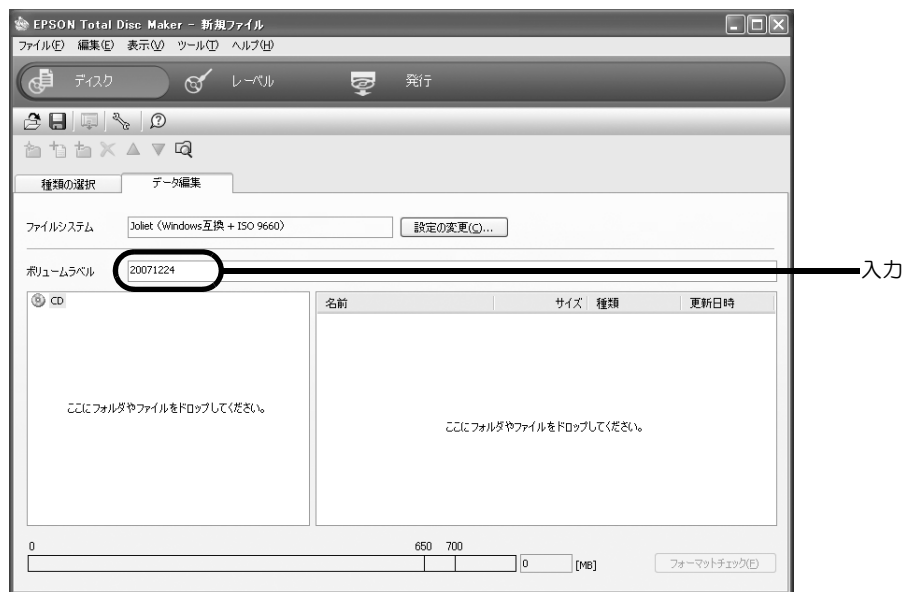 EPSON Total Disc Maker - 新規ファイル
ファイル(F) 編集(E) 表示(V) ツール(T) ヘルプ(H)
ディスク レーベル 発行
種類の選択 データ編集
ファイルシステム Joliet (Windows互換 + ISO 9660) 設定の変更(C)...
ボリュームラベル 20071224 入力
CD 名前 サイズ 種類 更新日時
ここにフォルダやファイルをドロップしてください。
ここにフォルダやファイルをドロップしてください。
0 650 700
0 [MB] フォーマットチェック(F)